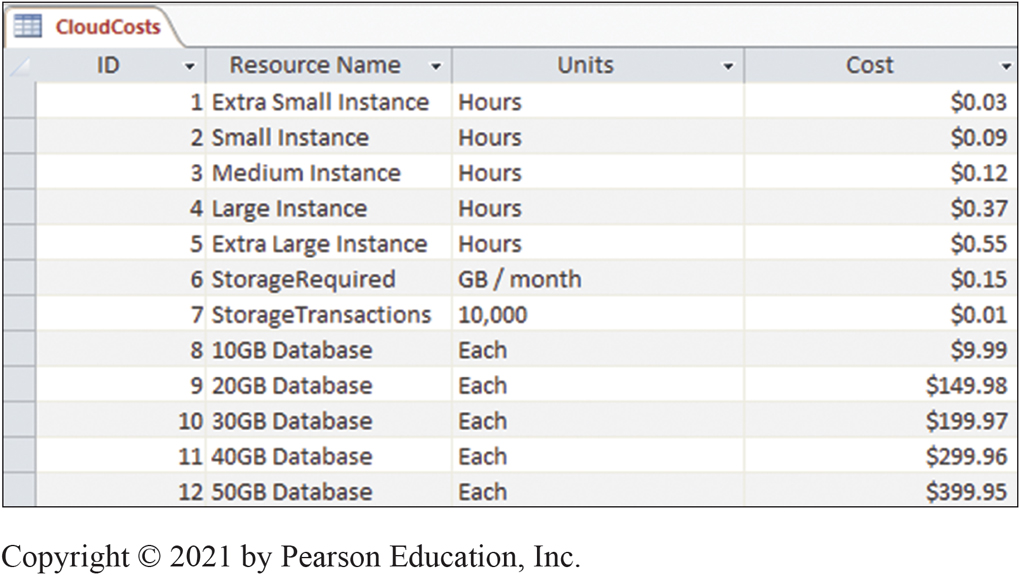 CloudCosts
ID Resource Name Units Cost
1 Extra Small Instance Hours $0.03
2 Small Instance Hours $0.09
3 Medium Instance Hours $0.12
4 Large Instance Hours $0.37
5 Extra Large Instance Hours $0.55
6 StorageRequired GB / month $0.15
7 StorageTransactions 10,000 $0.01
8 10GB Database Each $9.99
9 20GB Database Each $149.98
10 30GB Database Each $199.97
11 40GB Database Each $299.96
12 50GB Database Each $399.95
Copyright © 2021 by Pearson Education, Inc.